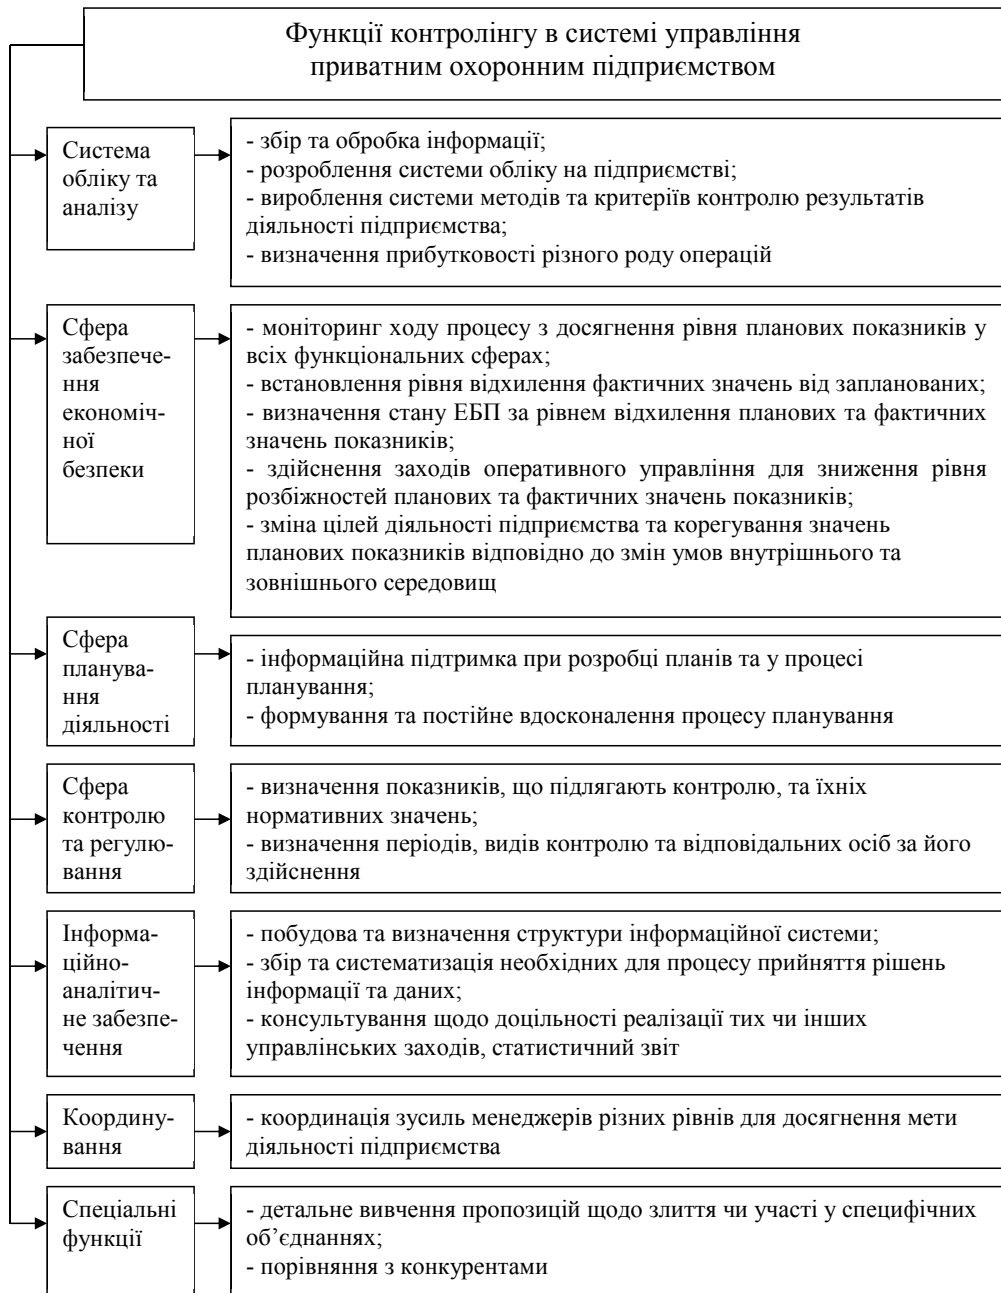 Функції контролінгу в системі управління
приватним охоронним підприємством
Система
обліку та
аналізу
- збір та обробка інформації;
- розроблення системи обліку на підприємстві;
- вироблення системи методів та критеріїв контролю результатів
діяльності підприємства;
- визначення прибутковості різного роду операцій
Сфера
забезпече-
ння
економіч-
ної
безпеки
- моніторинг ходу процесу з досягнення рівня планових показників у
всіх функціональних сферах;
- встановлення рівня відхилення фактичних значень від запланованих;
- визначення стану ЕБП за рівнем відхилення планових та фактичних
значень показників;
- здійснення заходів оперативного управління для зниження рівня
розбіжностей планових та фактичних значень показників;
- зміна цілей діяльності підприємства та корегування значень
планових показників відповідно до змін умов внутрішнього та
зовнішнього середовищ
Сфера
планува-
ння
діяльності
- інформаційна підтримка при розробці планів та у процесі
планування;
- формування та постійне вдосконалення процесу планування
Сфера
контролю
та регулю-
вання
- визначення показників, що підлягають контролю, та їхніх
нормативних значень;
- визначення періодів, видів контролю та відповідальних осіб за його
здійснення
Інформа-
ційно-
аналітич-
не забезпе-
чення
- побудова та визначення структури інформаційної системи;
- збір та систематизація необхідних для процесу прийняття рішень
інформації та даних;
- консультування щодо доцільності реалізації тих чи інших
управлінських заходів, статистичний звіт
Координу-
вання
- координація зусиль менеджерів різних рівнів для досягнення мети
діяльності підприємства
Спеціальні
функції
- детальне вивчення пропозицій щодо злиття чи участі у специфічних
об’єднаннях;
- порівняння з конкурентами